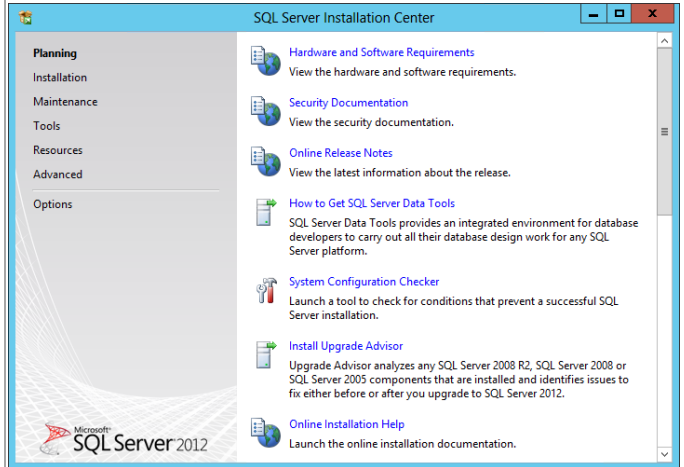 SQL Server Installation Center
Planning
Installation
Maintenance
Tools
Resources
Advanced
Options
Hardware and Software Requirements
View the hardware and software requirements.
Security Documentation
View the security documentation.
Online Release Notes
View the latest information about the release.
How to Get SQL Server Data Tools
SQL Server Data Tools provides an integrated environment for database
developers to carry out all their database design work for any SQL
Server platform.
System Configuration Checker
Launch a tool to check for conditions that prevent a successful SQL
Server installation.
Install Upgrade Advisor
Upgrade Advisor analyzes any SQL Server 2008 R2, SQL Server 2008 or
SQL Server 2005 components that are installed and identifies issues to
fix either before or after you upgrade to SQL Server 2012.
Online Installation Help
Launch the online installation documentation.
Microsoft®
SQL Server 2012